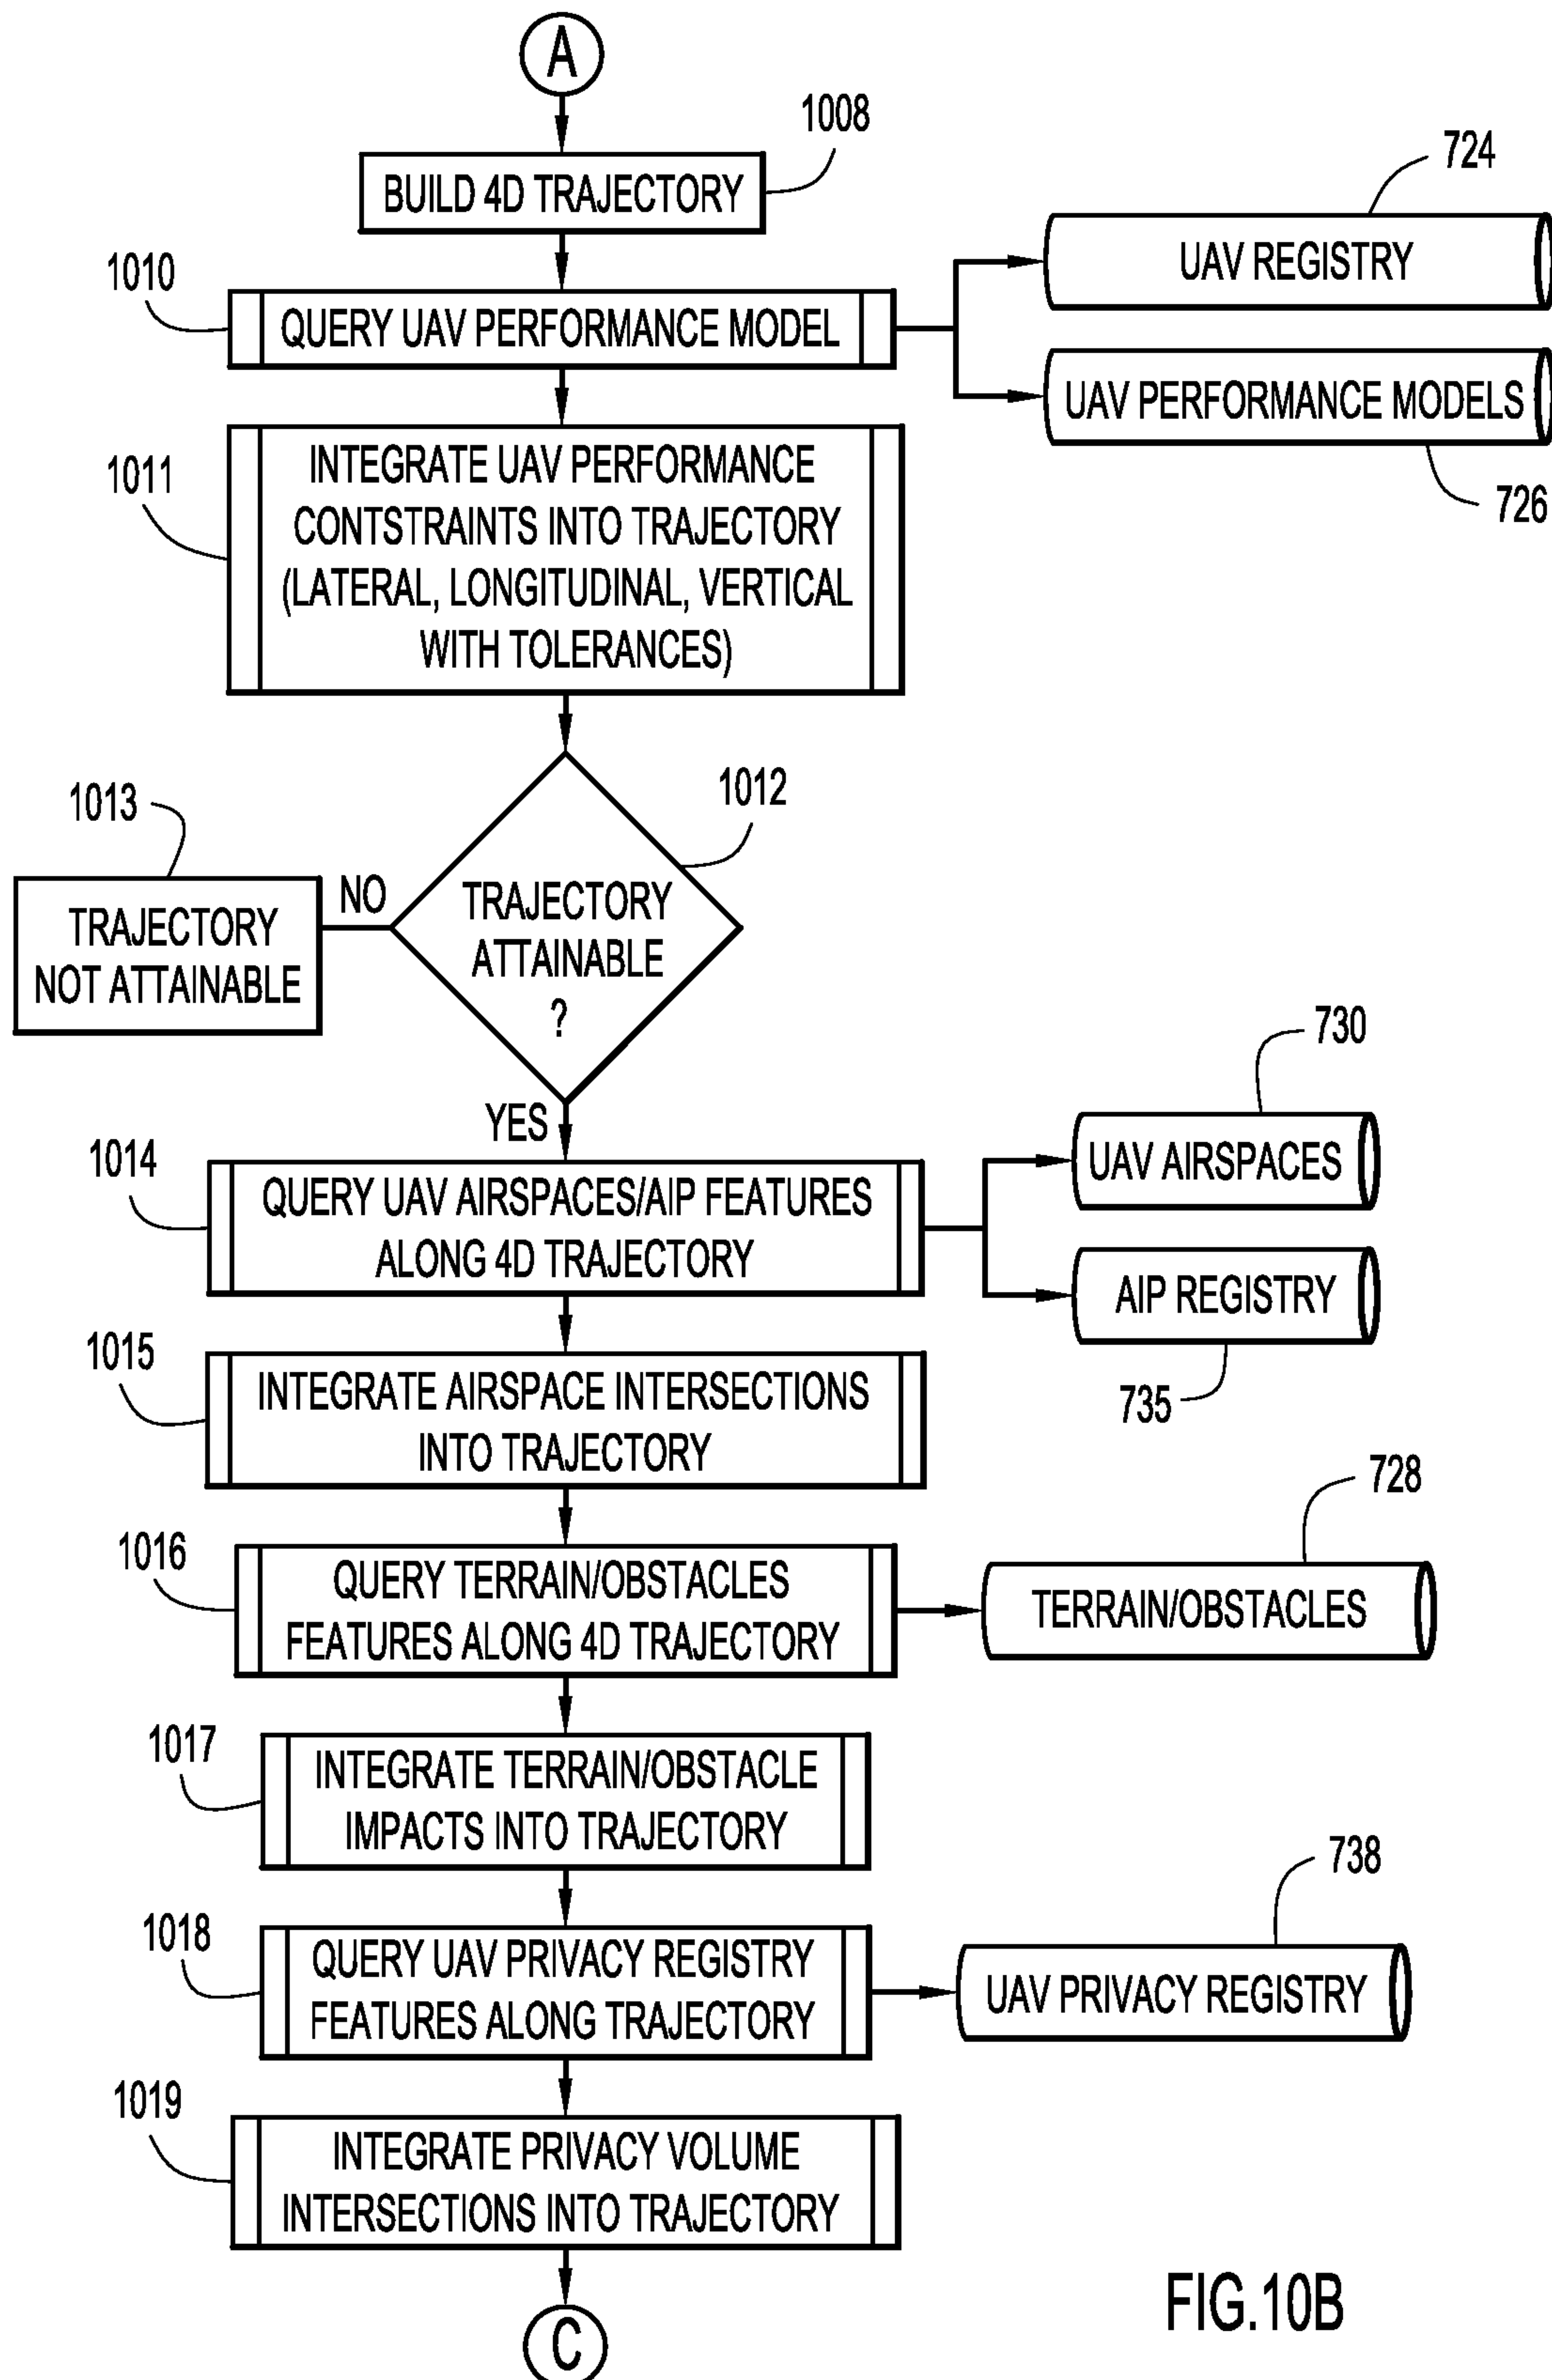 A
1008
BUILD 4D TRAJECTORY
724
UAV REGISTRY
1010
QUERY UAV PERFORMANCE MODEL
UAV PERFORMANCE MODELS
726
1011
INTEGRATE UAV PERFORMANCE
CONTSTRAINTS INTO TRAJECTORY
(LATERAL, LONGITUDINAL, VERTICAL
WITH TOLERANCES)
1012
TRAJECTORY
ATTAINABLE
?
1013
NO
TRAJECTORY
NOT ATTAINABLE
YES
730
UAV AIRSPACES
1014
QUERY UAV AIRSPACES/AIP FEATURES
ALONG 4D TRAJECTORY
AIP REGISTRY
735
1015
INTEGRATE AIRSPACE INTERSECTIONS
INTO TRAJECTORY
728
1016
QUERY TERRAIN/OBSTACLES
FEATURES ALONG 4D TRAJECTORY
TERRAIN/OBSTACLES
1017
INTEGRATE TERRAIN/OBSTACLE
IMPACTS INTO TRAJECTORY
738
1018
QUERY UAV PRIVACY REGISTRY
FEATURES ALONG TRAJECTORY
UAV PRIVACY REGISTRY
1019
INTEGRATE PRIVACY VOLUME
INTERSECTIONS INTO TRAJECTORY
C
FIG.10B